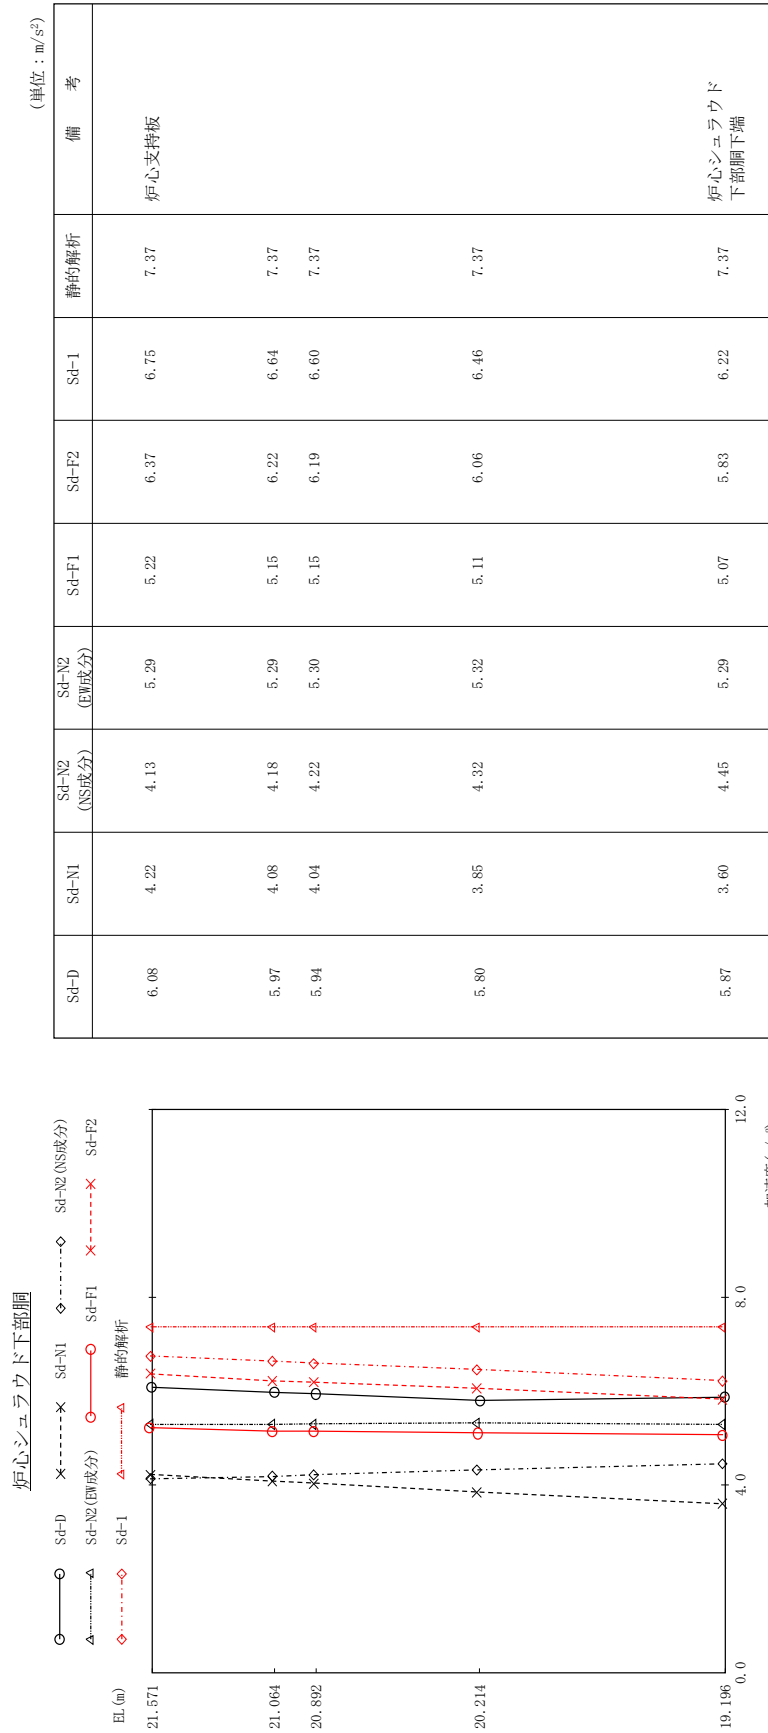 炉心シュラウド下部胴
Sd-D
Sd-N1
Sd-N2(NS成分)
Sd-N2(EW成分)
Sd-F1
Sd-F2
Sd-1
静的解析
EL(m)
21.571
21.064
20.892
20.214
19.196
0.0
4.0
8.0
12.0
(単位：m/s²)
Sd-D Sd-N1 Sd-N2 (NS成分) Sd-N2 (EW成分) Sd-F1 Sd-F2 Sd-1 静的解析 備 考
6.08 4.22 4.13 5.29 5.22 6.37 6.75 7.37 炉心支持板
5.97 4.08 4.18 5.29 5.15 6.22 6.64 7.37
5.94 4.04 4.22 5.30 5.15 6.19 6.60 7.37
5.80 3.85 4.32 5.32 5.11 6.06 6.46 7.37
5.87 3.60 4.45 5.29 5.07 5.83 6.22 7.37 炉心シュラウド
下部胴下端